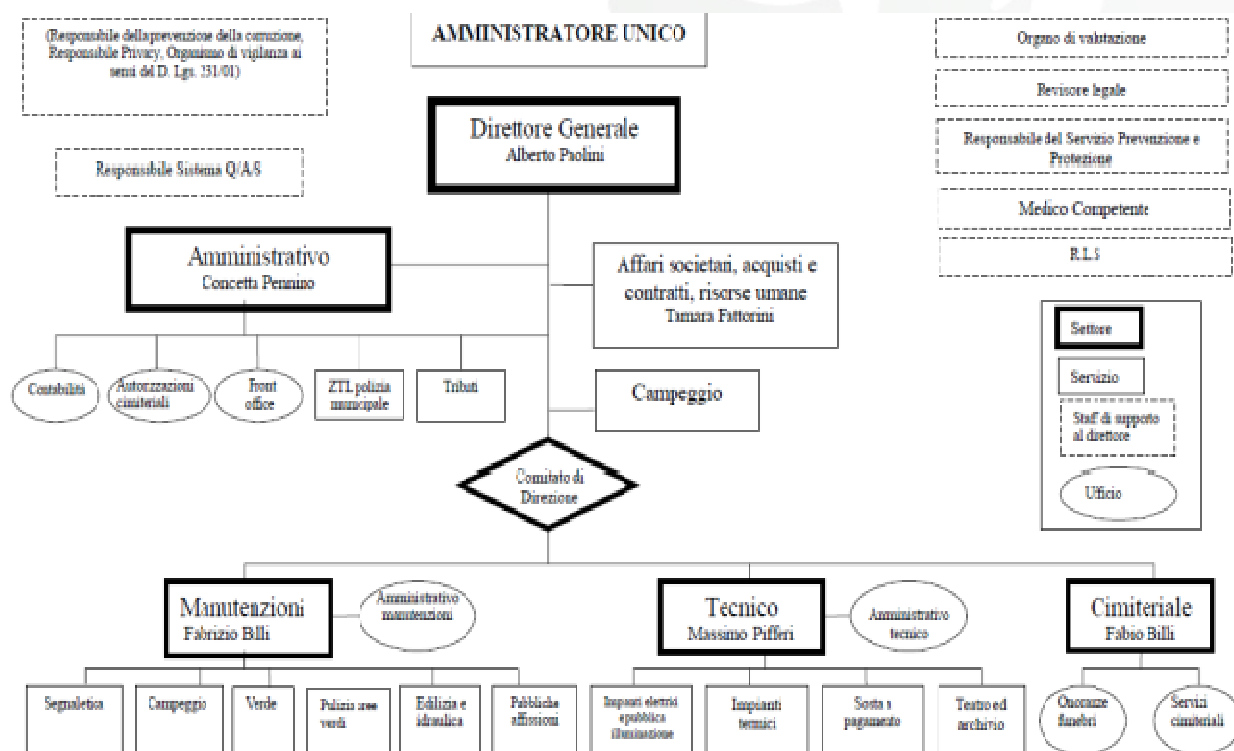 (Responsabile della prevenzione della corruzione,
Responsabile Privacy, Organismo di vigilanza ai
sensi del D. Lgs. 231/01)
AMMINISTRATORE UNICO
Organo di valutazione
Revisore legale
Responsabile del Servizio Prevenzione e
Protezione
Medico Competente
R.L.S
Responsabile Sistema Q/A/S
Direttore Generale
Alberto Paolini
Amministrativo
Concetta Pennino
Affari societari, acquisti e
contratti, risorse umane
Tamara Fattorini
Contabilità
Autorizzazioni
cimiteriali
Front
office
ZTL polizia
municipale
Tributi
Campeggio
Settore
Servizio
Staff di supporto
al direttore
Ufficio
Comitato di
Direzione
Manutenzioni
Fabrizio Billi
Amministrativo
manutenzioni
Tecnico
Massimo Pifferi
Amministrativo
tecnico
Cimiteriale
Fabio Billi
Segnaletica
Campeggio
Verde
Pulizia aree
verdi
Edilizia e
idraulica
Pubbliche
affissioni
Impianti elettrici
e pubblica
illuminazione
Impianti
termici
Sosta a
pagamento
Teatro ed
archivio
Onoranze
funebri
Servizi
cimiteriali